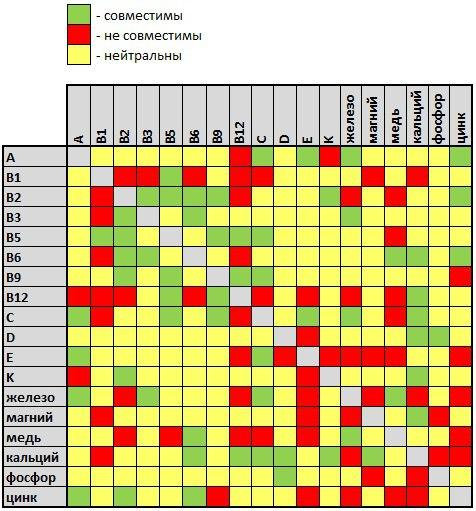 - совместимы
- не совместимы
- нейтральны
A B1 B2 B3 B5 B6 B9 B12 C D E K железо магний медь кальций фосфор цинк
A
B1
B2
B3
B5
B6
B9
B12
C
D
E
K
железо
магний
медь
кальций
фосфор
цинк